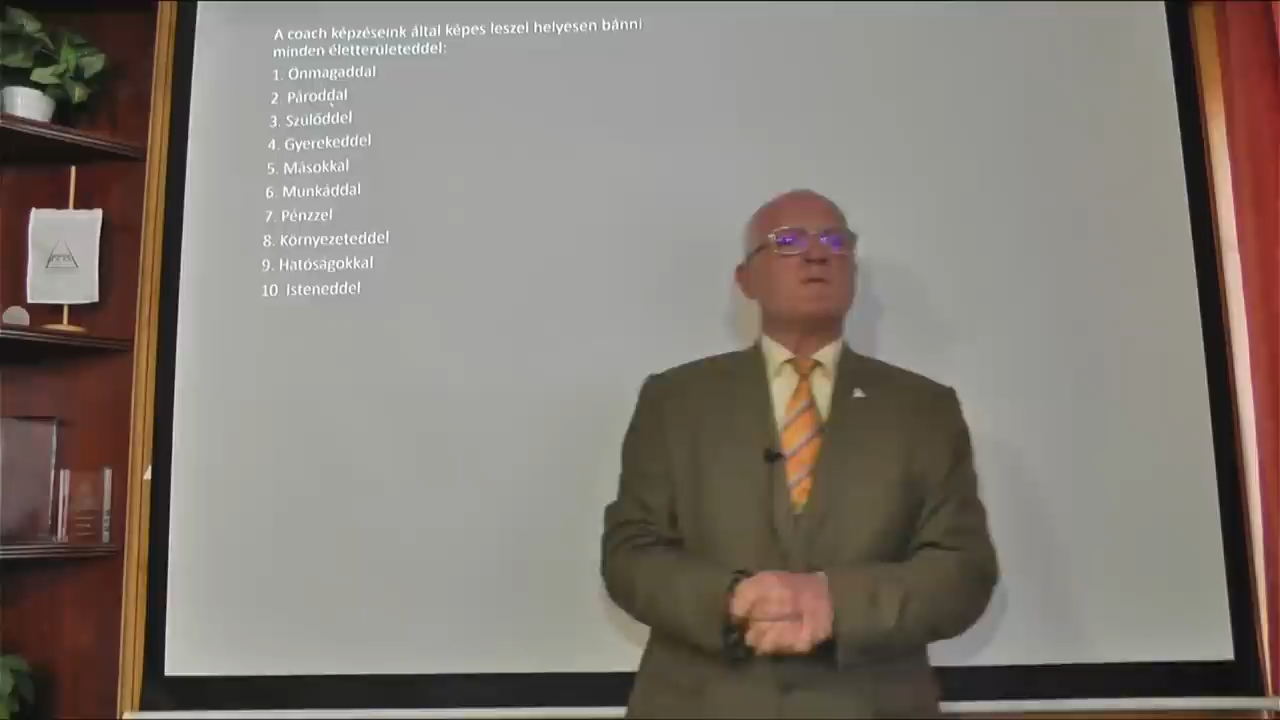 A coach képzéseink által képes leszel helyesen bánni
minden életterületeddel:
1. Önmagaddal
2 Pároddal
3. Szülőddel
4. Gyerekeddel
5. Másokkal
6. Munkáddal
7. Pénzzel
8. Környezeteddel
9. Hatóságokkal
10 Isteneddel